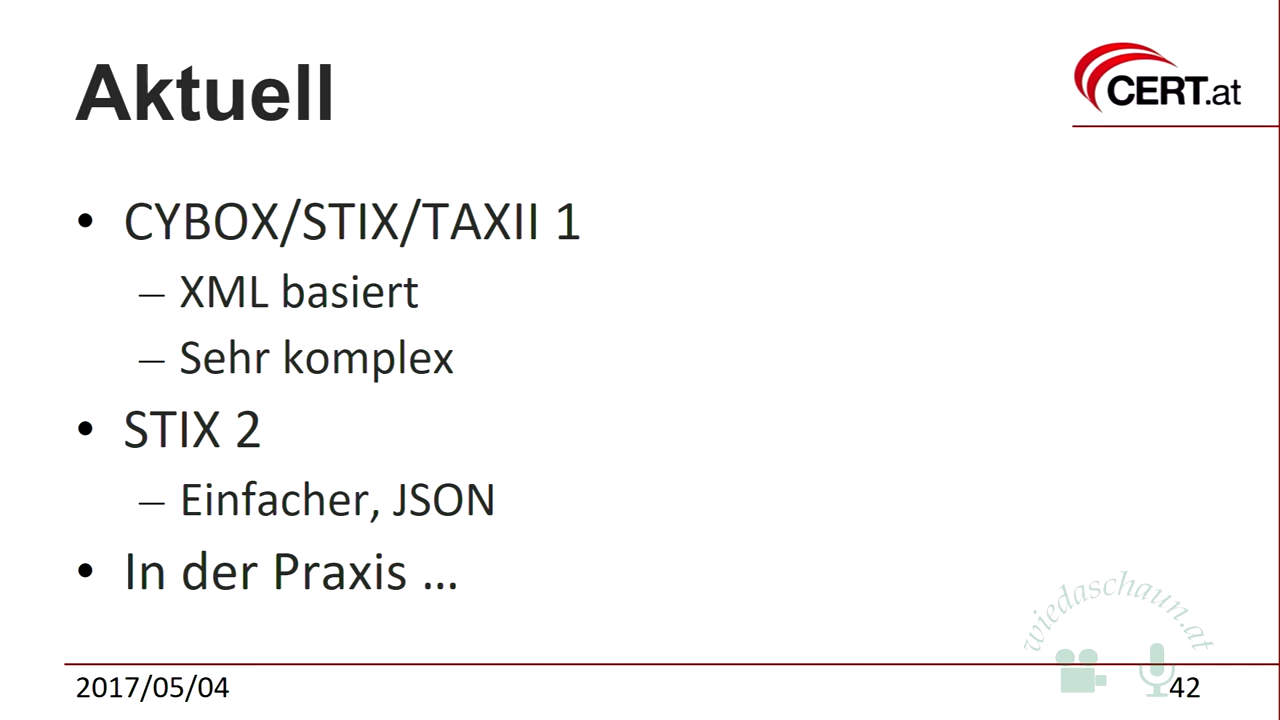 Aktuell
CERT.at
• CYBOX/STIX/TAXII 1
– XML basiert
– Sehr komplex
• STIX 2
– Einfacher, JSON
• In der Praxis …
wiedaschaun.at
2017/05/04
42